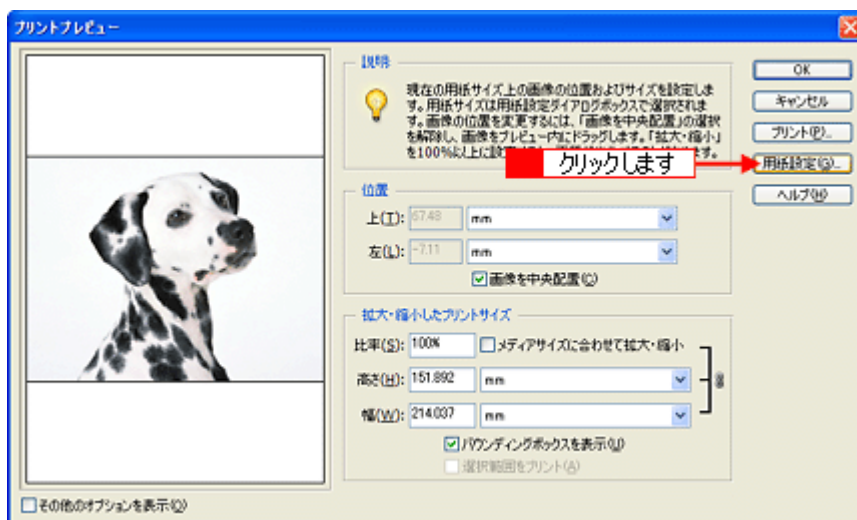 プリントプレビュー
説明
現在の用紙サイズ上の画像の位置およびサイズを設定しま
す。用紙サイズは用紙設定ダイアログボックスで選択されま
す。画像の位置を変更するには、「画像を中央配置」の選択
を解除し、画像をプレビュー内にドラッグします。「拡大・縮小」
を100%以上に設定
す。
クリックします
OK
キャンセル
プリント(P)...
用紙設定(G)...
ヘルプ(H)
位置
上(T): 67.48 mm
左(L): -7.11 mm
画像を中央配置(C)
拡大・縮小したプリントサイズ
比率(S): 100% メディアサイズに合わせて拡大・縮小
高さ(H): 151.892 mm
幅(W): 214.037 mm
バウンディングボックスを表示(U)
選択範囲をプリント(A)
その他のオプションを表示(O)